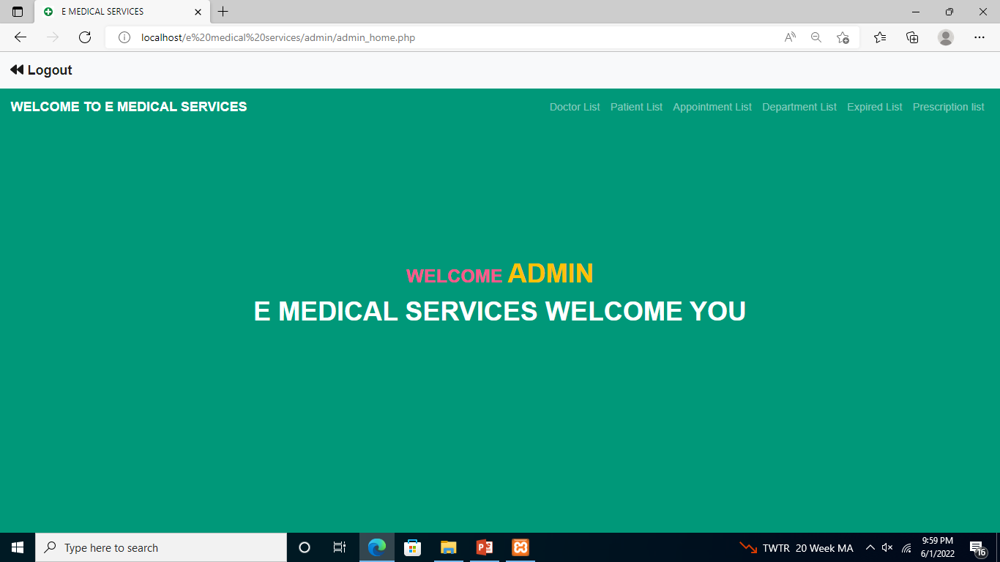 E MEDICAL SERVICES
localhost/e%20medical%20services/admin/admin_home.php
Logout
WELCOME TO E MEDICAL SERVICES
Doctor List Patient List Appointment List Department List Expired List Prescription list
WELCOME ADMIN
E MEDICAL SERVICES WELCOME YOU
Type here to search
TWTR 20 Week MA
9:59 PM
6/1/2022
16